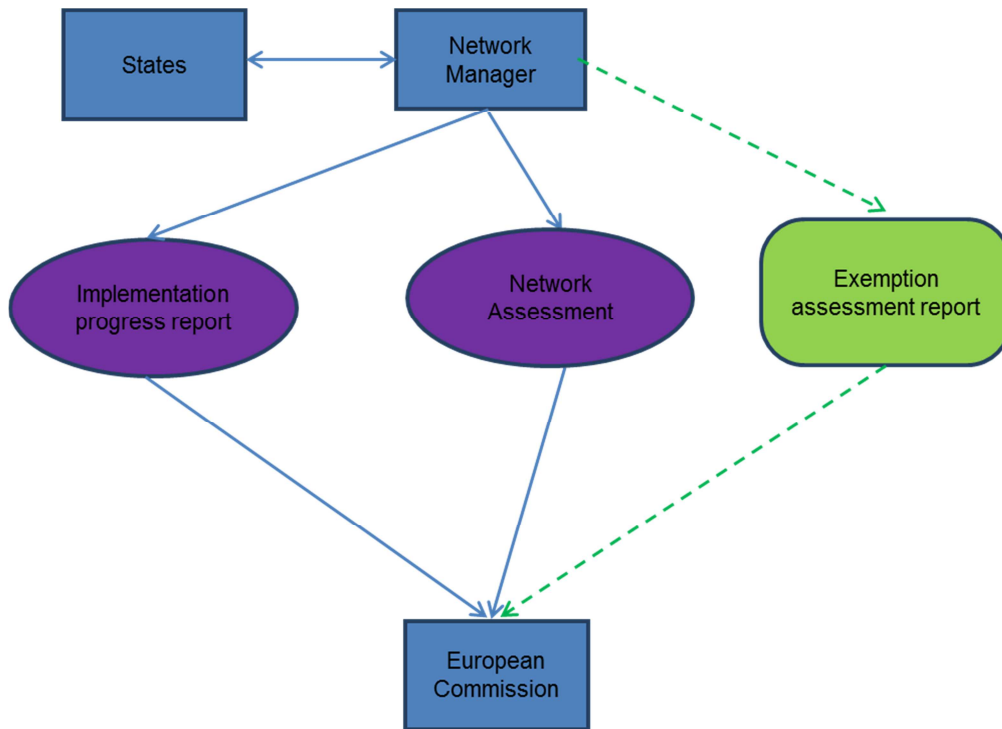 States
Network
Manager
Implementation
progress report
Network
Assessment
Exemption
assessment report
European
Commission